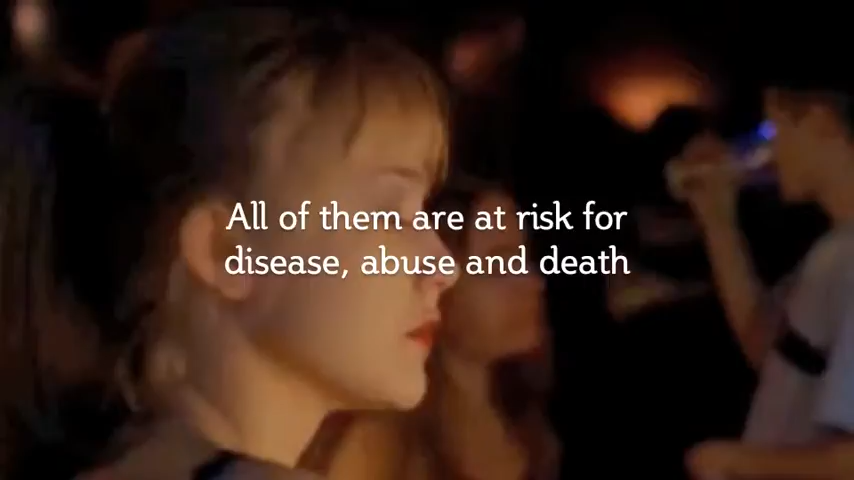 All of them are at risk for
disease, abuse and death